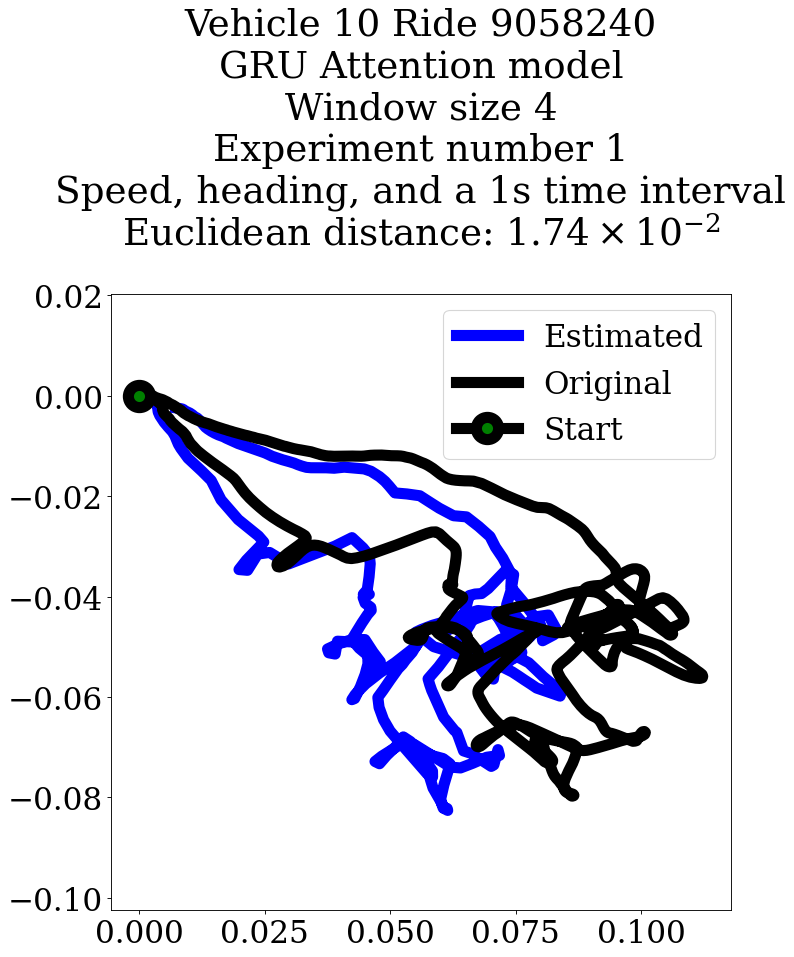 Vehicle 10 Ride 9058240
GRU Attention model
Window size 4
Experiment number 1
Speed, heading, and a 1s time interval
Euclidean distance: 1.74 × 10⁻²
0.02
Estimated
0.00
Original
Start
−0.02
−0.04
−0.06
−0.08
−0.10
0.000 0.025 0.050 0.075 0.100